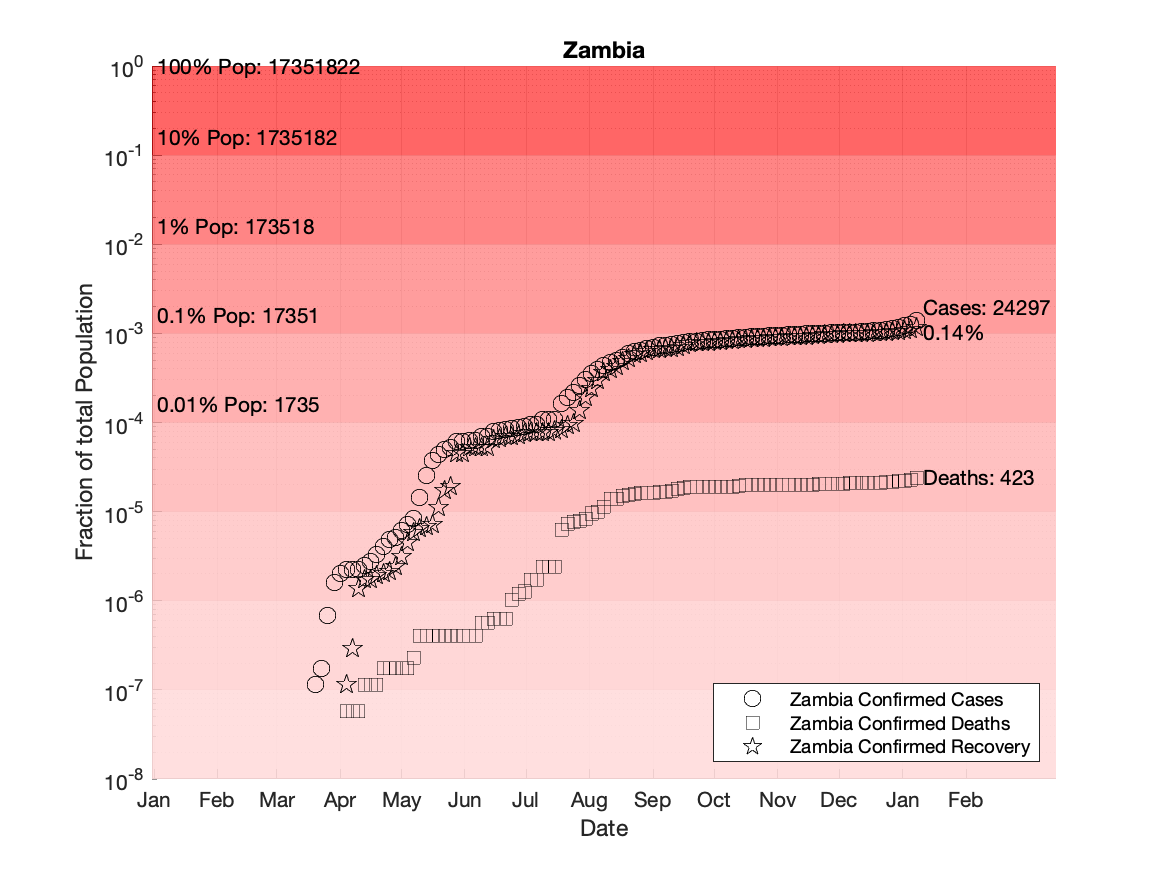 Zambia
10^0
100% Pop: 17351822
10% Pop: 1735182
10^-1
1% Pop: 173518
10^-2
0.1% Pop: 17351
Cases: 24297
10^-3
0.14%
0.01% Pop: 1735
10^-4
Deaths: 423
10^-5
10^-6
10^-7
10^-8
Fraction of total Population
Zambia Confirmed Cases
Zambia Confirmed Deaths
Zambia Confirmed Recovery
Jan Feb Mar Apr May Jun Jul Aug Sep Oct Nov Dec Jan Feb
Date